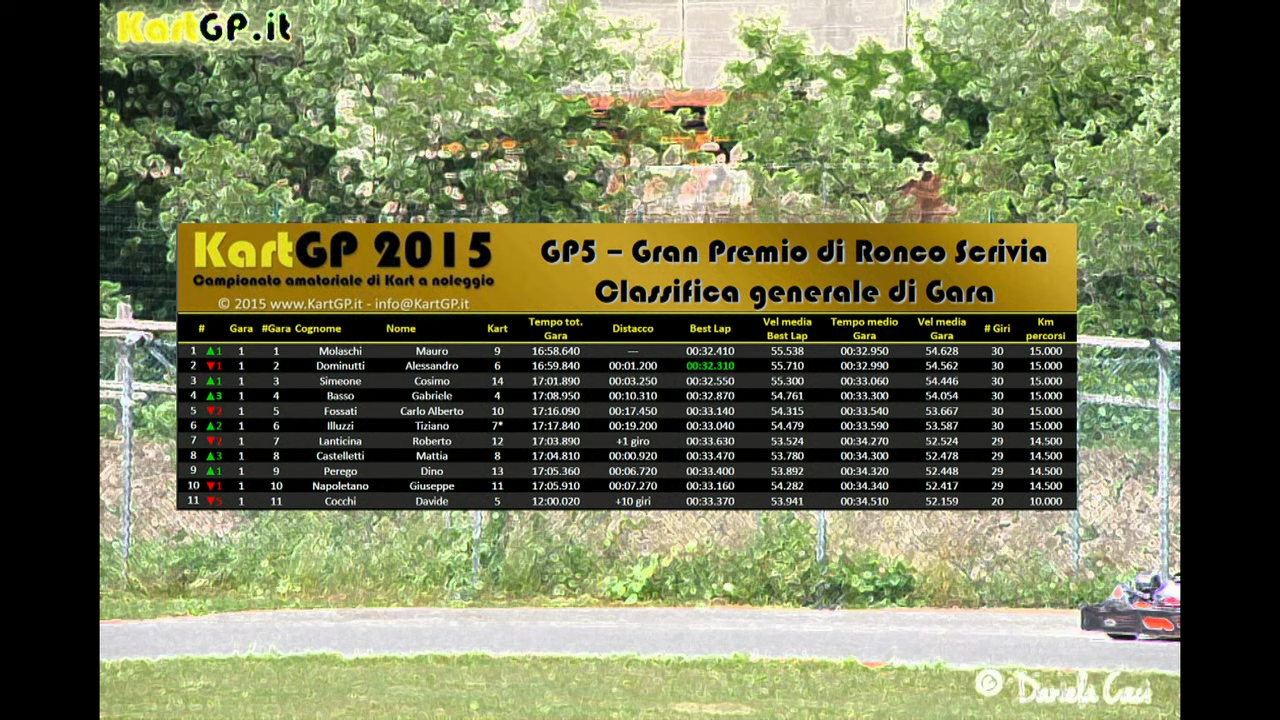 KartGP.it
KartGP 2015
Campionato amatoriale di Kart a noleggio
© 2015 www.KartGP.it - info@KartGP.it
GP5 – Gran Premio di Ronco Scrivia
Classifica generale di Gara
# Gara #Gara Cognome Nome Kart Tempo tot. Gara Distacco Best Lap Vel media Best Lap Tempo medio Gara Vel media Gara # Giri Km percorsi
1 ▲1 1 1 Molaschi Mauro 9 16:58.640 --- 00:32.410 55.538 00:32.950 54.628 30 15.000
2 ▼1 1 2 Dominutti Alessandro 6 16:59.840 00:01.200 00:32.310 55.710 00:32.990 54.562 30 15.000
3 ▲1 1 3 Simeone Cosimo 14 17:01.890 00:03.250 00:32.550 55.300 00:33.060 54.446 30 15.000
4 ▲3 1 4 Basso Gabriele 4 17:08.950 00:10.310 00:32.870 54.761 00:33.300 54.054 30 15.000
5 ▼2 1 5 Fossati Carlo Alberto 10 17:16.090 00:17.450 00:33.140 54.315 00:33.540 53.667 30 15.000
6 ▲2 1 6 Illuzzi Tiziano 7* 17:17.840 00:19.200 00:33.040 54.479 00:33.590 53.587 30 15.000
7 ▼2 1 7 Lanticina Roberto 12 17:03.890 +1 giro 00:33.630 53.524 00:34.270 52.524 29 14.500
8 ▲3 1 8 Castelletti Mattia 8 17:04.810 00:00.920 00:33.470 53.780 00:34.300 52.478 29 14.500
9 ▲1 1 9 Perego Dino 13 17:05.360 00:06.720 00:33.400 53.892 00:34.320 52.448 29 14.500
10 ▼1 1 10 Napoletano Giuseppe 11 17:05.910 00:07.270 00:33.160 54.282 00:34.340 52.417 29 14.500
11 ▼5 1 11 Cocchi Davide 5 12:00.020 +10 giri 00:33.370 53.941 00:34.510 52.159 20 10.000
© Daniela